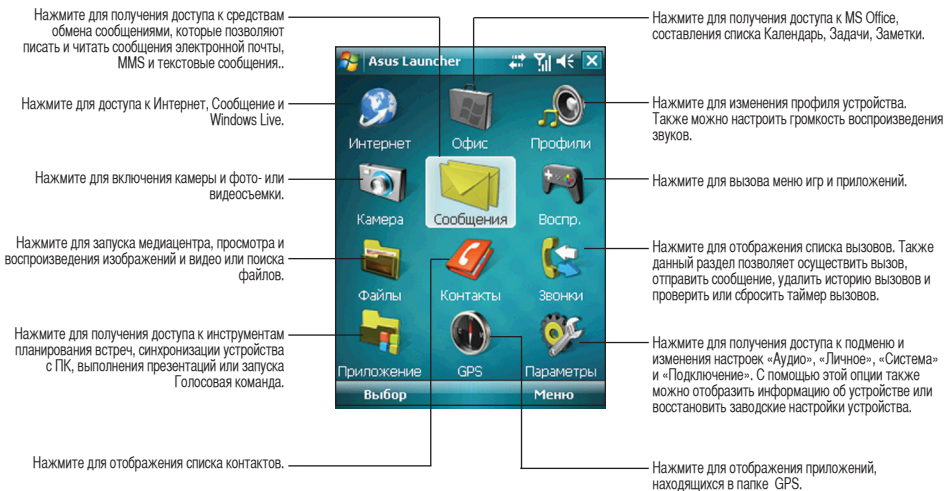 Нажмите для получения доступа к средствам
обмена сообщениями, которые позволяют
писать и читать сообщения электронной почты,
MMS и текстовые сообщения..
Нажмите для доступа к Интернет, Сообщение и
Windows Live.
Нажмите для включения камеры и фото- или
видеосъемки.
Нажмите для запуска медиацентра, просмотра и
воспроизведения изображений и видео или поиска
файлов.
Нажмите для получения доступа к инструментам
планирования встреч, синхронизации устройства
с ПК, выполнения презентаций или запуска
Голосовая команда.
Нажмите для отображения списка контактов.
Asus Launcher
Интернет
Офис
Профили
Камера
Сообщения
Воспр.
Файлы
Контакты
Звонки
Приложение
GPS
Параметры
Выбор
Меню
Нажмите для получения доступа к MS Office,
составления списка Календарь, Задачи, Заметки.
Нажмите для изменения профиля устройства.
Также можно настроить громкость воспроизведения
звуков.
Нажмите для вызова меню игр и приложений.
Нажмите для отображения списка вызовов. Также
данный раздел позволяет осуществить вызов,
отправить сообщение, удалить историю вызовов и
проверить или сбросить таймер вызовов.
Нажмите для получения доступа к подменю и
изменения настроек «Аудио», «Личное», «Система»
и «Подключение». С помощью этой опции также
можно отобразить информацию об устройстве или
восстановить заводские настройки устройства.
Нажмите для отображения приложений,
находящихся в папке GPS.